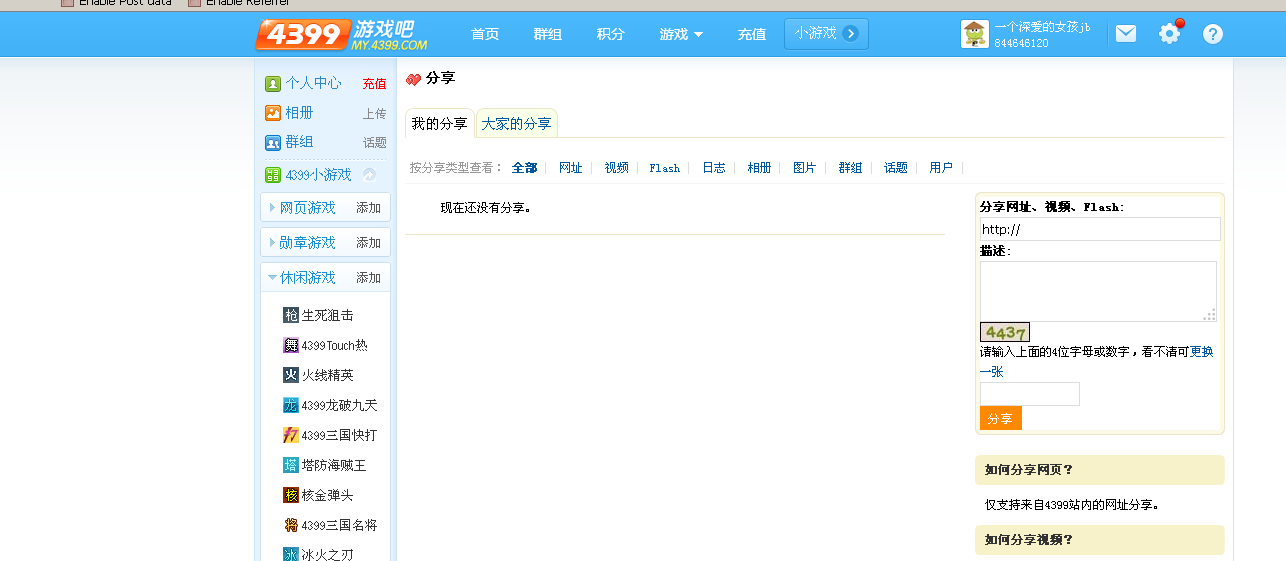 Enable Post data Enable Referrer
4399 游戏吧 MY.4399.COM 首页 群组 积分 游戏 充值 小游戏 一个深爱的女孩jb
844646120
个人中心 充值
相册 上传
群组 话题
4399小游戏
网页游戏 添加
勋章游戏 添加
休闲游戏 添加
枪 生死狙击
舞 4399Touch热
火 火线精英
龙 4399龙破九天
打 4399三国快打
塔 塔防海贼王
核 核金弹头
将 4399三国名将
冰 冰火之刃
分享
我的分享 大家的分享
按分享类型查看： 全部 网址 视频 Flash 日志 相册 图片 群组 话题 用户
现在还没有分享。
分享网址、视频、Flash:
http://
描述:
4437
请输入上面的4位字母或数字，看不清可更换
一张
分享
如何分享网页？
仅支持来自4399站内的网址分享。
如何分享视频？